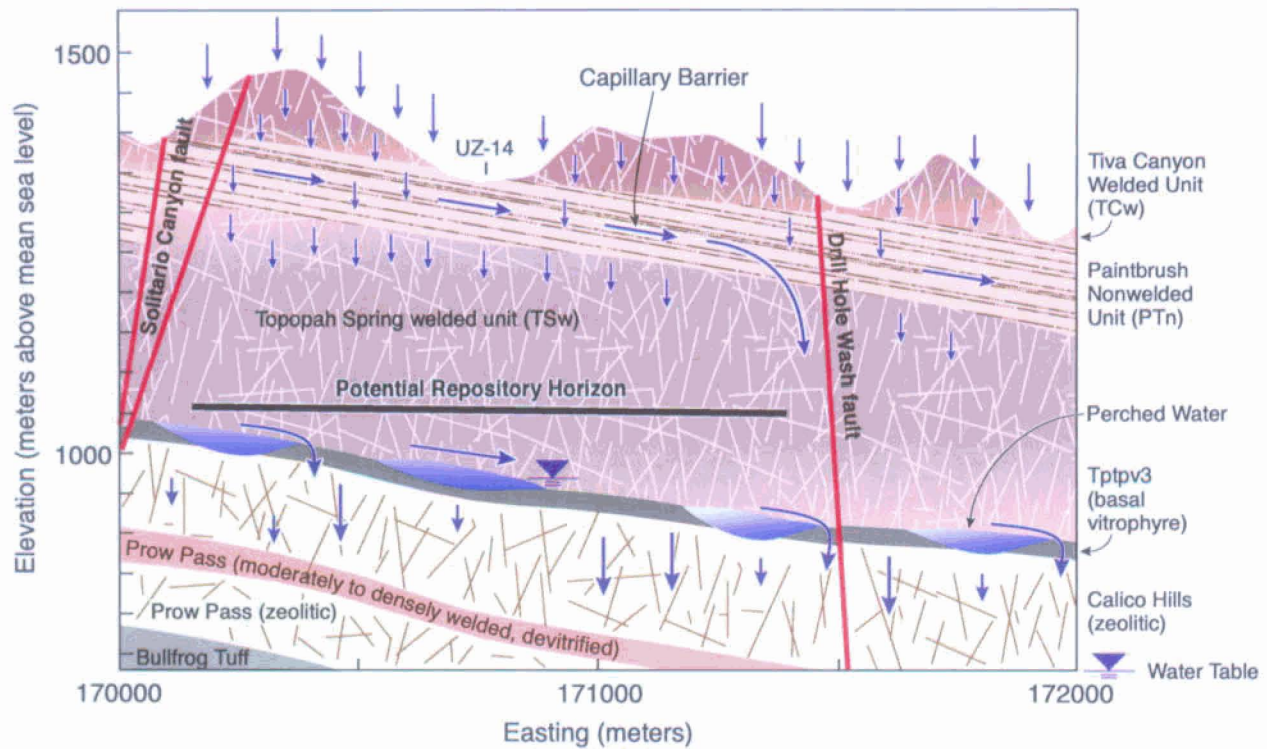 Elevation (meters above mean sea level)
1500
1000
Capillary Barrier
UZ-14
Solitario Canyon fault
Topopah Spring welded unit (TSw)
Potential Repository Horizon
Drill Hole Wash fault
Prow Pass (moderately to densely welded, devitrified)
Prow Pass (zeolitic)
Bullfrog Tuff
Tiva Canyon
Welded Unit
(TCw)
Paintbrush
Nonwelded
Unit (PTn)
Perched Water
Tptpv3
(basal
vitrophyre)
Calico Hills
(zeolitic)
Water Table
170000
171000
172000
Easting (meters)